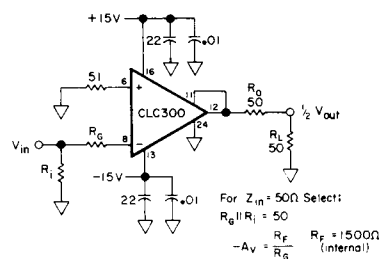 +15V
22 .01
16
51 6 + 11
CLC300 12 RO 50 ½ Vout
Vin RG 8 − 24 RL 50
Ri 13
−15V
22 .01
For Zin = 50Ω Select:
RG || Ri = 50
−AV = RF / RG RF = 1500Ω
(internal)